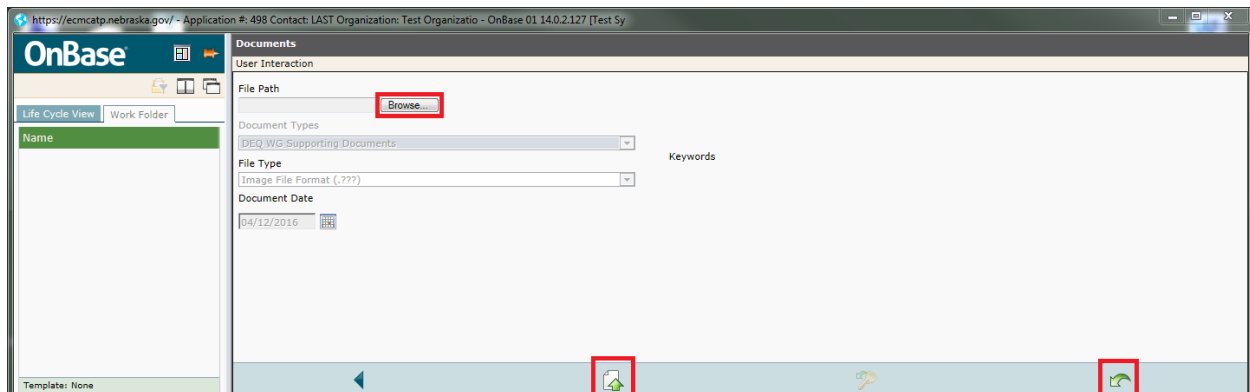 https://ecmcatp.nebraska.gov/ - Application #: 498 Contact: LAST Organization: Test Organizatio - OnBase 01 14.0.2.127 [Test Sy
OnBase
Documents
User Interaction
File Path
Browse...
Life Cycle View
Work Folder
Document Types
Name
DEQ WG Supporting Documents
Keywords
File Type
Image File Format (.???)
Document Date
04/12/2016
Template: None